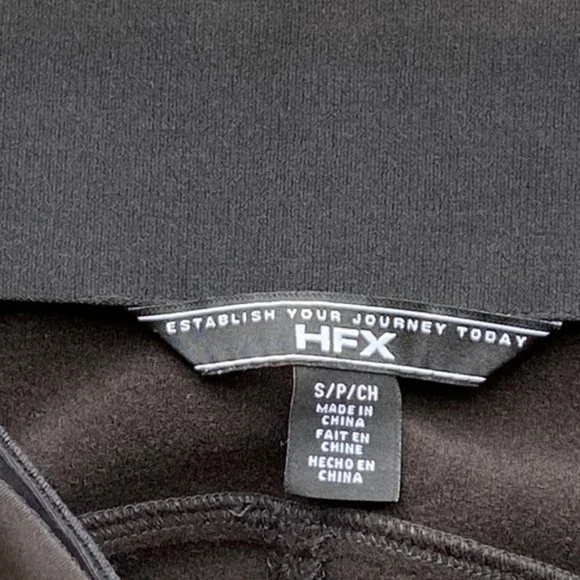 ESTABLISH YOUR JOURNEY TODAY
HFX
S/P/CH
MADE IN
CHINA
FAIT EN
CHINE
HECHO EN
CHINA